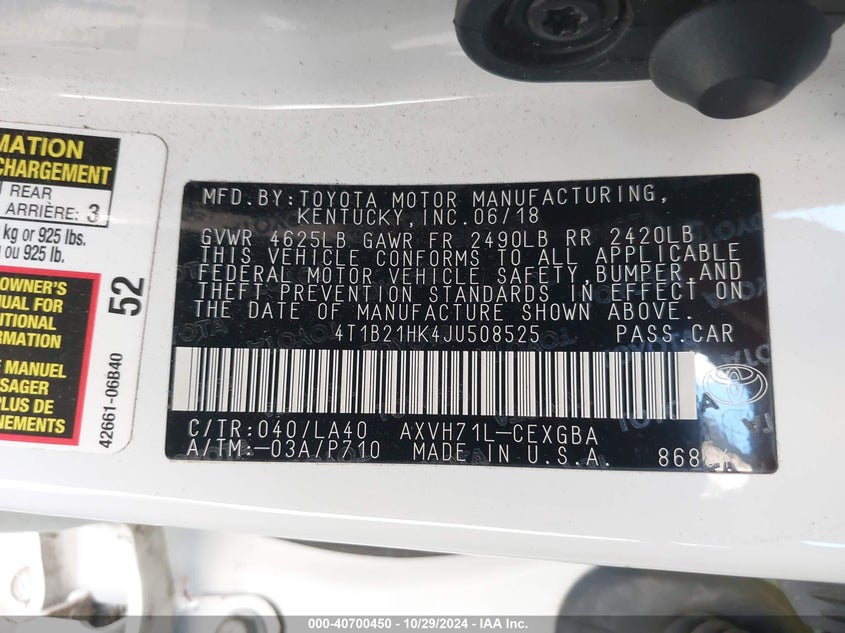 MATION
CHARGEMENT
REAR
ARRIÈRE: 3
kg or 925 lbs.
ou 925 lb.
OWNER'S
UAL FOR
ITIONAL
RMATION
E MANUEL
SAGER
PLUS DE
GNEMENTS
52
42661-06B40
MFD.BY:TOYOTA MOTOR MANUFACTURING,
KENTUCKY,INC.06/18
GVWR 4625LB GAWR FR 2490LB RR 2420LB
THIS VEHICLE CONFORMS TO ALL APPLICABLE
FEDERAL MOTOR VEHICLE SAFETY,BUMPER,AND
THEFT PREVENTION STANDARDS IN EFFECT ON
THE DATE OF MANUFACTURE SHOWN ABOVE.
4T1B21HK4JU508525 PASS.CAR
C/TR:040/LA40 AXVH71L-CEXGBA
A/TM:-03A/P710 MADE IN U.S.A.
000-40700450 - 10/29/2024 - IAA Inc.